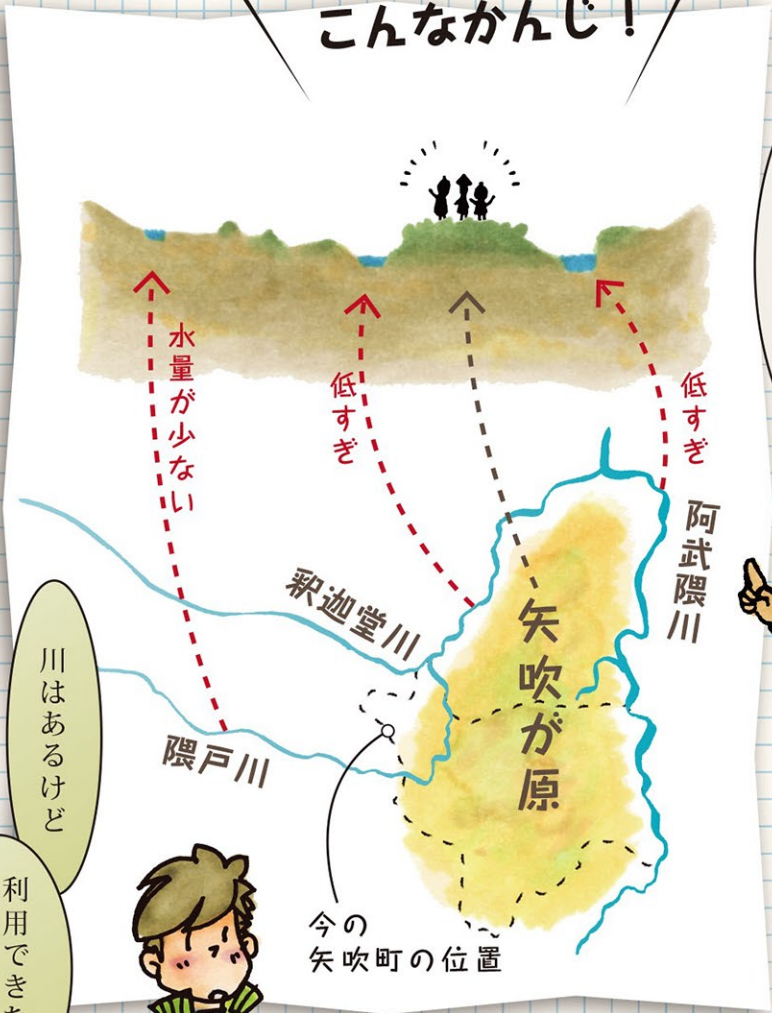 こんなかんじ！
水量が少ない
低すぎ
低すぎ
阿武隈川
釈迦堂川
矢吹が原
隈戸川
今の
矢吹町の位置
川はあるけど
利用できな